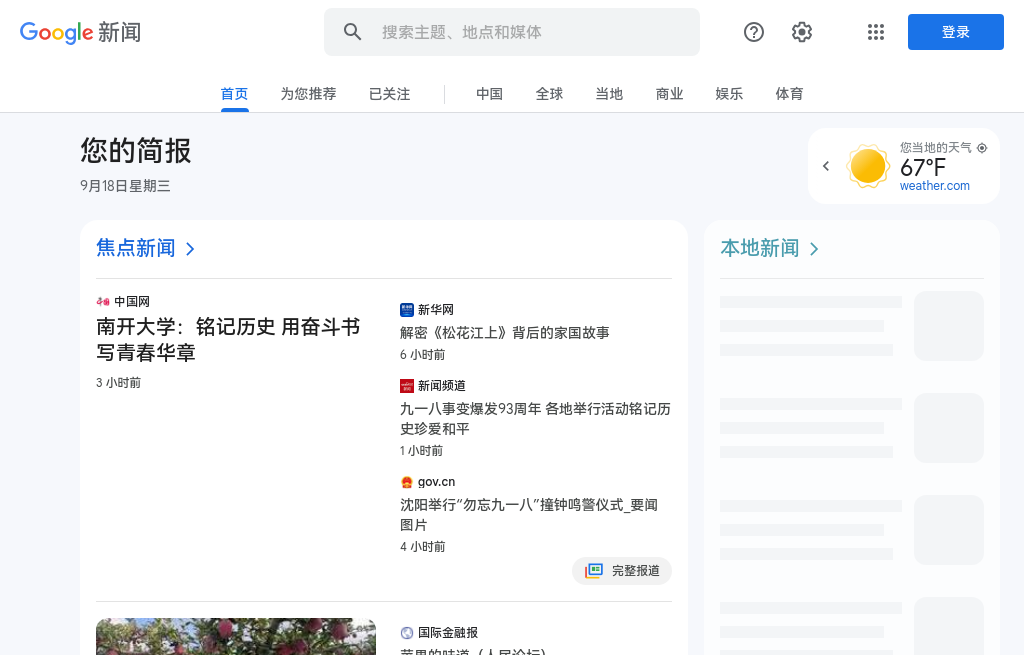 Google 新闻
搜索主题、地点和媒体
登录
首页
为您推荐
已关注
中国
全球
当地
商业
娱乐
体育
您的简报
9月18日星期三
您当地的天气
67°F
weather.com
焦点新闻
中国网
南开大学：铭记历史 用奋斗书
写青春华章
3 小时前
新华网
解密《松花江上》背后的家国故事
6 小时前
新闻频道
九一八事变爆发93周年 各地举行活动铭记历
史珍爱和平
1 小时前
gov.cn
沈阳举行“勿忘九一八”撞钟鸣警仪式_要闻
图片
4 小时前
完整报道
国际金融报
苹果的味道（人民论坛）
本地新闻